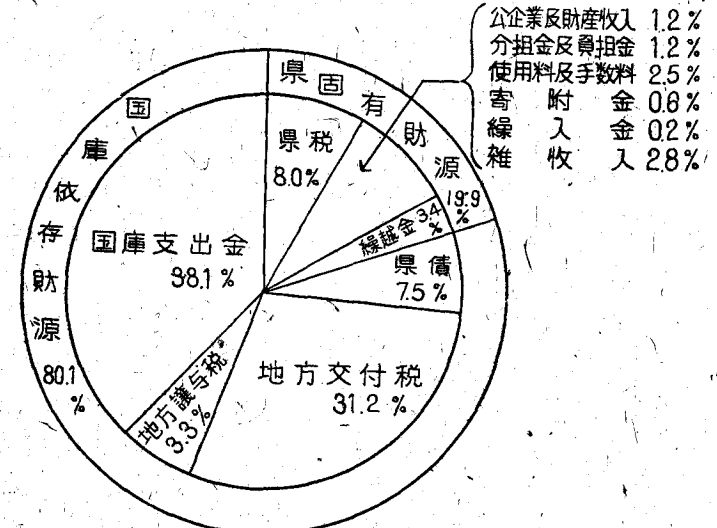 公企業及財産收入 1.2%
分担金及負担金 1.2%
使用料及手数料 2.5%
寄附金 0.6%
繰入金 0.2%
雑收入 2.8%
県固有財源
19.9
%
県税
8.0%
繰越金 3.4
%
県債
7.5%
地方交付税
31.2%
地方譲与税
3.3%
国庫支出金
38.1%
国庫依存財源
80.1
%